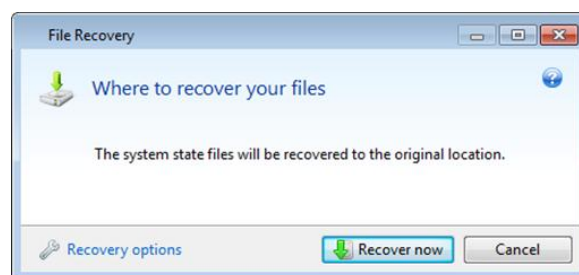 File Recovery
Where to recover your files
The system state files will be recovered to the original location.
Recovery options
Recover now
Cancel